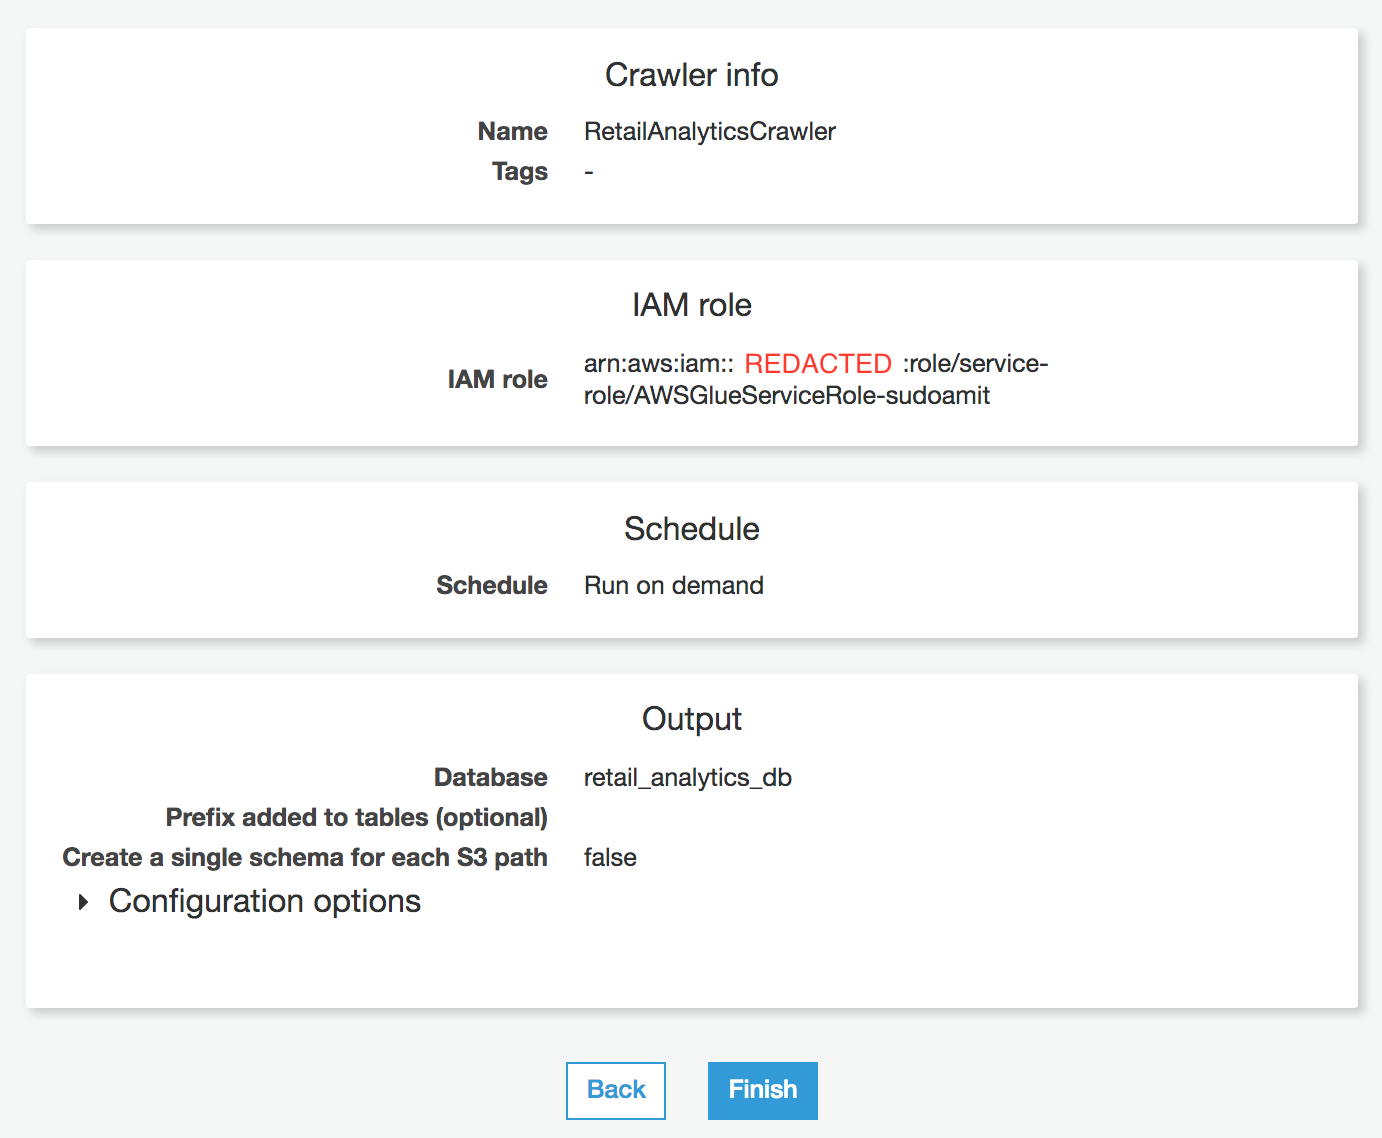 Crawler info
Name RetailAnalyticsCrawler
Tags -
IAM role
IAM role arn:aws:iam:: REDACTED :role/service-
role/AWSGlueServiceRole-sudoamit
Schedule
Schedule Run on demand
Output
Database retail_analytics_db
Prefix added to tables (optional)
Create a single schema for each S3 path false
Configuration options
Back Finish